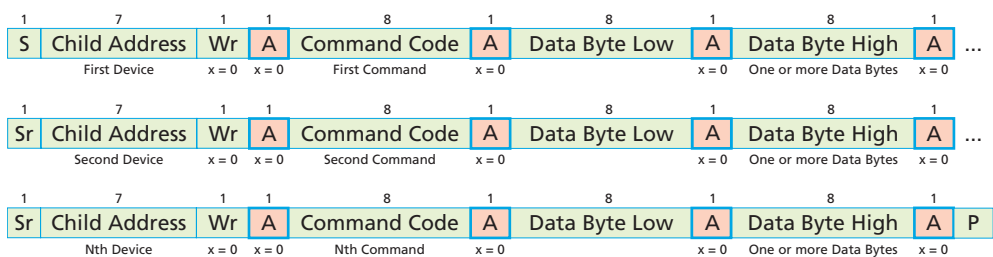 1 7 1 1 8 1 8 1 8 1
S Child Address Wr A Command Code A Data Byte Low A Data Byte High A ...
First Device x = 0 x = 0 First Command x = 0 x = 0 One or more Data Bytes x = 0
1 7 1 1 8 1 8 1 8 1
Sr Child Address Wr A Command Code A Data Byte Low A Data Byte High A ...
Second Device x = 0 x = 0 Second Command x = 0 x = 0 One or more Data Bytes x = 0
1 7 1 1 8 1 8 1 8 1
Sr Child Address Wr A Command Code A Data Byte Low A Data Byte High A P
Nth Device x = 0 x = 0 Nth Command x = 0 x = 0 One or more Data Bytes x = 0